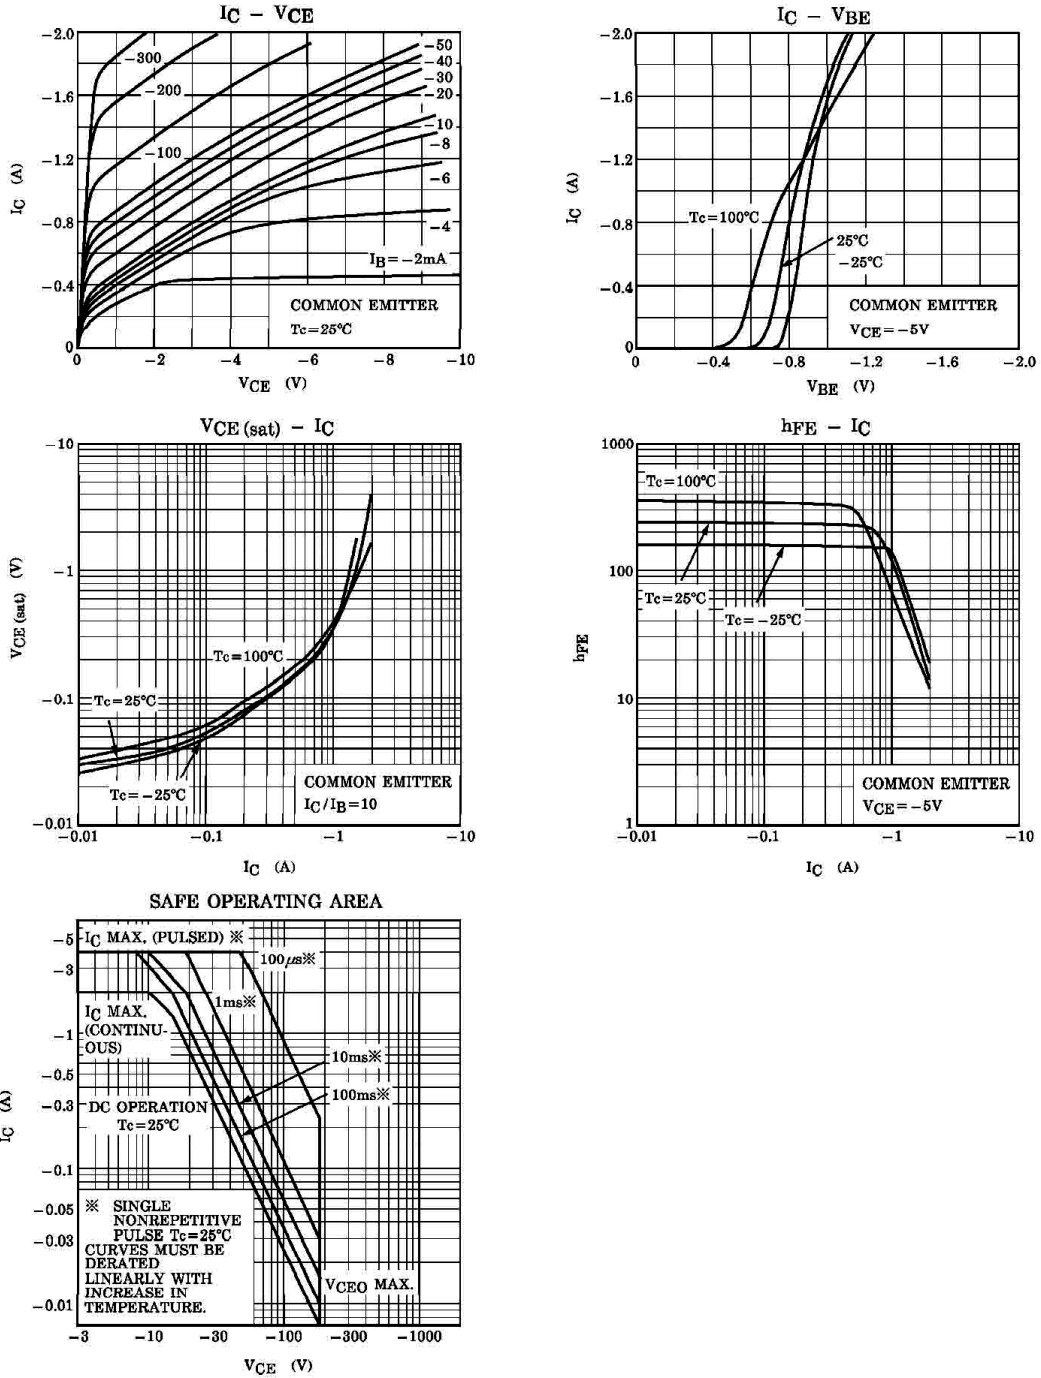 IC – VCE
–2.0
–1.6
–1.2
–0.8
–0.4
0
IC (A)
–300
–200
–100
–50
–40
–30
–20
–10
–8
–6
–4
IB=–2mA
COMMON EMITTER
Tc=25℃
0
–2
–4
–6
–8
–10
VCE (V)
IC – VBE
–2.0
–1.6
–1.2
–0.8
–0.4
0
IC (A)
Tc=100℃
25℃
–25℃
COMMON EMITTER
VCE=–5V
0
–0.4
–0.8
–1.2
–1.6
–2.0
VBE (V)
VCE (sat) – IC
–10
–1
–0.1
–0.01
VCE (sat) (V)
Tc=100℃
Tc=25℃
Tc=–25℃
COMMON EMITTER
IC/IB=10
–0.01
–0.1
–1
–10
IC (A)
hFE – IC
1000
100
10
1
hFE
Tc=100℃
Tc=25℃
Tc=–25℃
COMMON EMITTER
VCE=–5V
–0.01
–0.1
–1
–10
IC (A)
SAFE OPERATING AREA
–5
–3
–1
–0.5
–0.3
–0.1
–0.05
–0.03
–0.01
IC (A)
IC MAX. (PULSED) ※
100μs※
1ms※
IC MAX.
(CONTINU-
OUS)
10ms※
100ms※
DC OPERATION
Tc=25℃
※ SINGLE
NONREPETITIVE
PULSE Tc=25℃
CURVES MUST BE
DERATED
LINEARLY WITH
INCREASE IN
TEMPERATURE.
VCEO MAX.
–3
–10
–30
–100
–300
–1000
VCE (V)